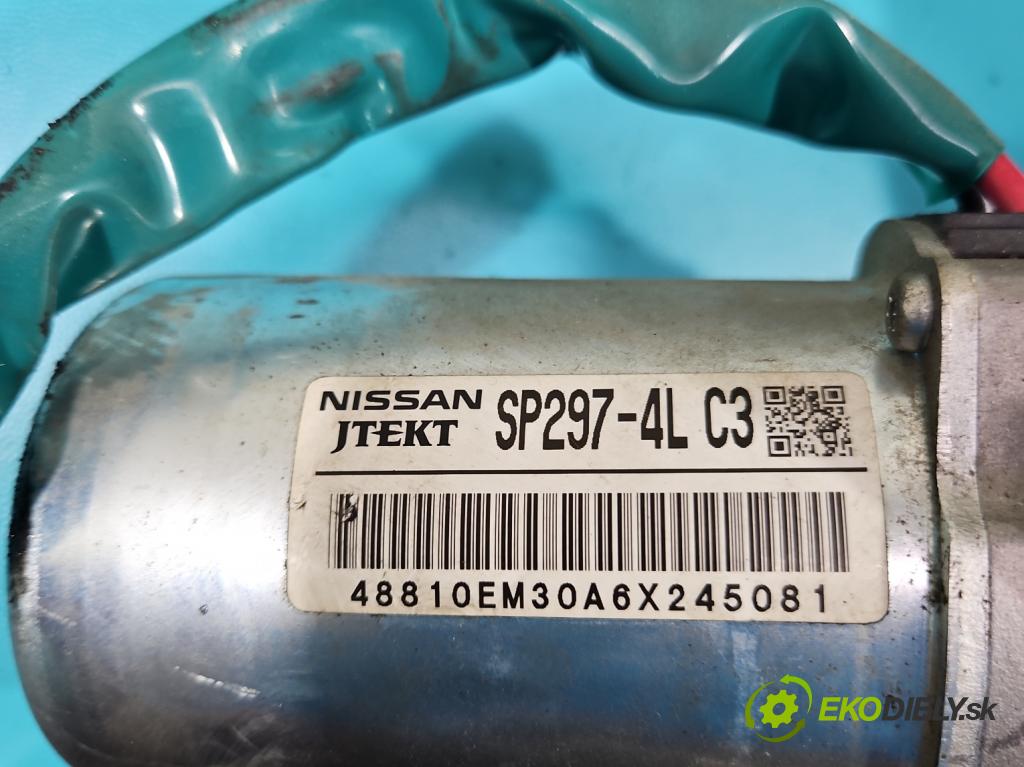 NISSAN SP297-4L C3
JTEKT
48810EM30A6X245081
EKODIELY.sk